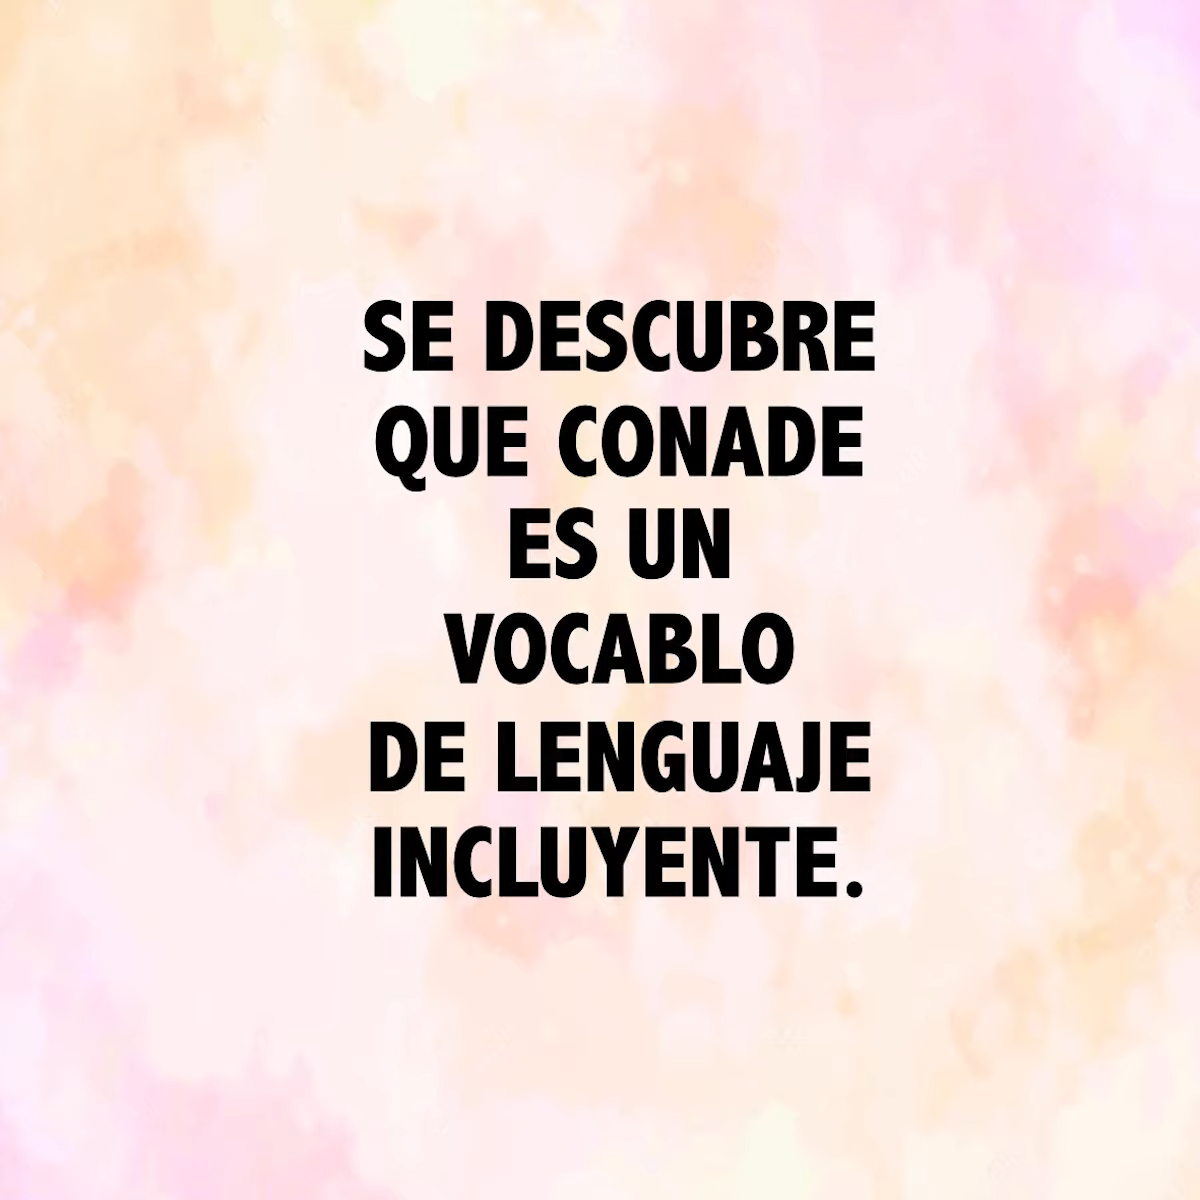 SE DESCUBRE
QUE CONADE
ES UN
VOCABLO
DE LENGUAJE
INCLUYENTE.